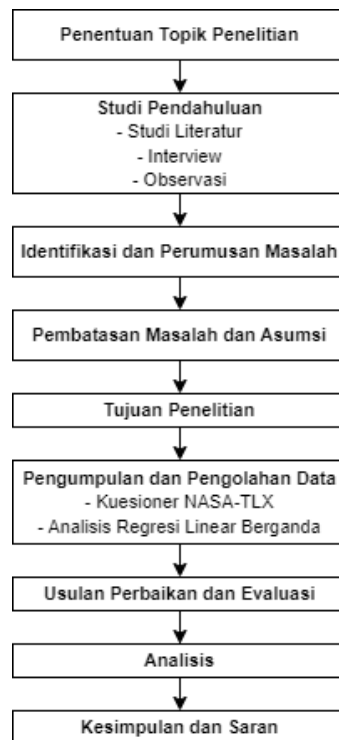 Penentuan Topik Penelitian
Studi Pendahuluan
- Studi Literatur
- Interview
- Observasi
Identifikasi dan Perumusan Masalah
Pembatasan Masalah dan Asumsi
Tujuan Penelitian
Pengumpulan dan Pengolahan Data
- Kuesioner NASA-TLX
- Analisis Regresi Linear Berganda
Usulan Perbaikan dan Evaluasi
Analisis
Kesimpulan dan Saran